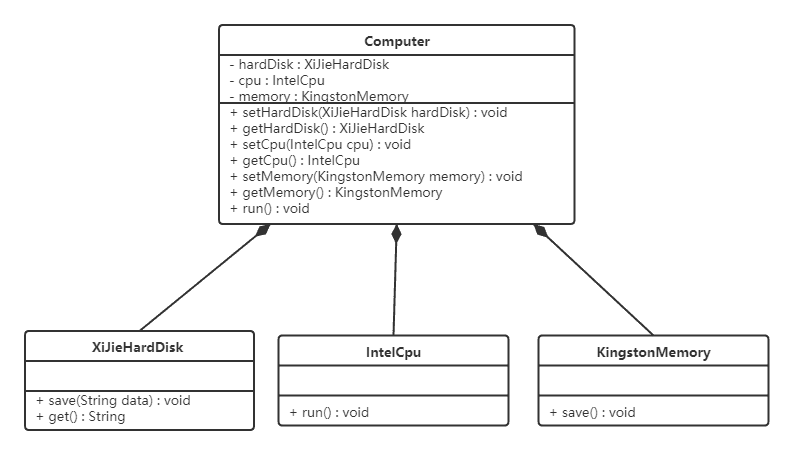 Computer
- hardDisk : XiJieHardDisk
- cpu : IntelCpu
- memory : KingstonMemory
+ setHardDisk(XiJieHardDisk hardDisk) : void
+ getHardDisk() : XiJieHardDisk
+ setCpu(IntelCpu cpu) : void
+ getCpu() : IntelCpu
+ setMemory(KingstonMemory memory) : void
+ getMemory() : KingstonMemory
+ run() : void
XiJieHardDisk
+ save(String data) : void
+ get() : String
IntelCpu
+ run() : void
KingstonMemory
+ save() : void